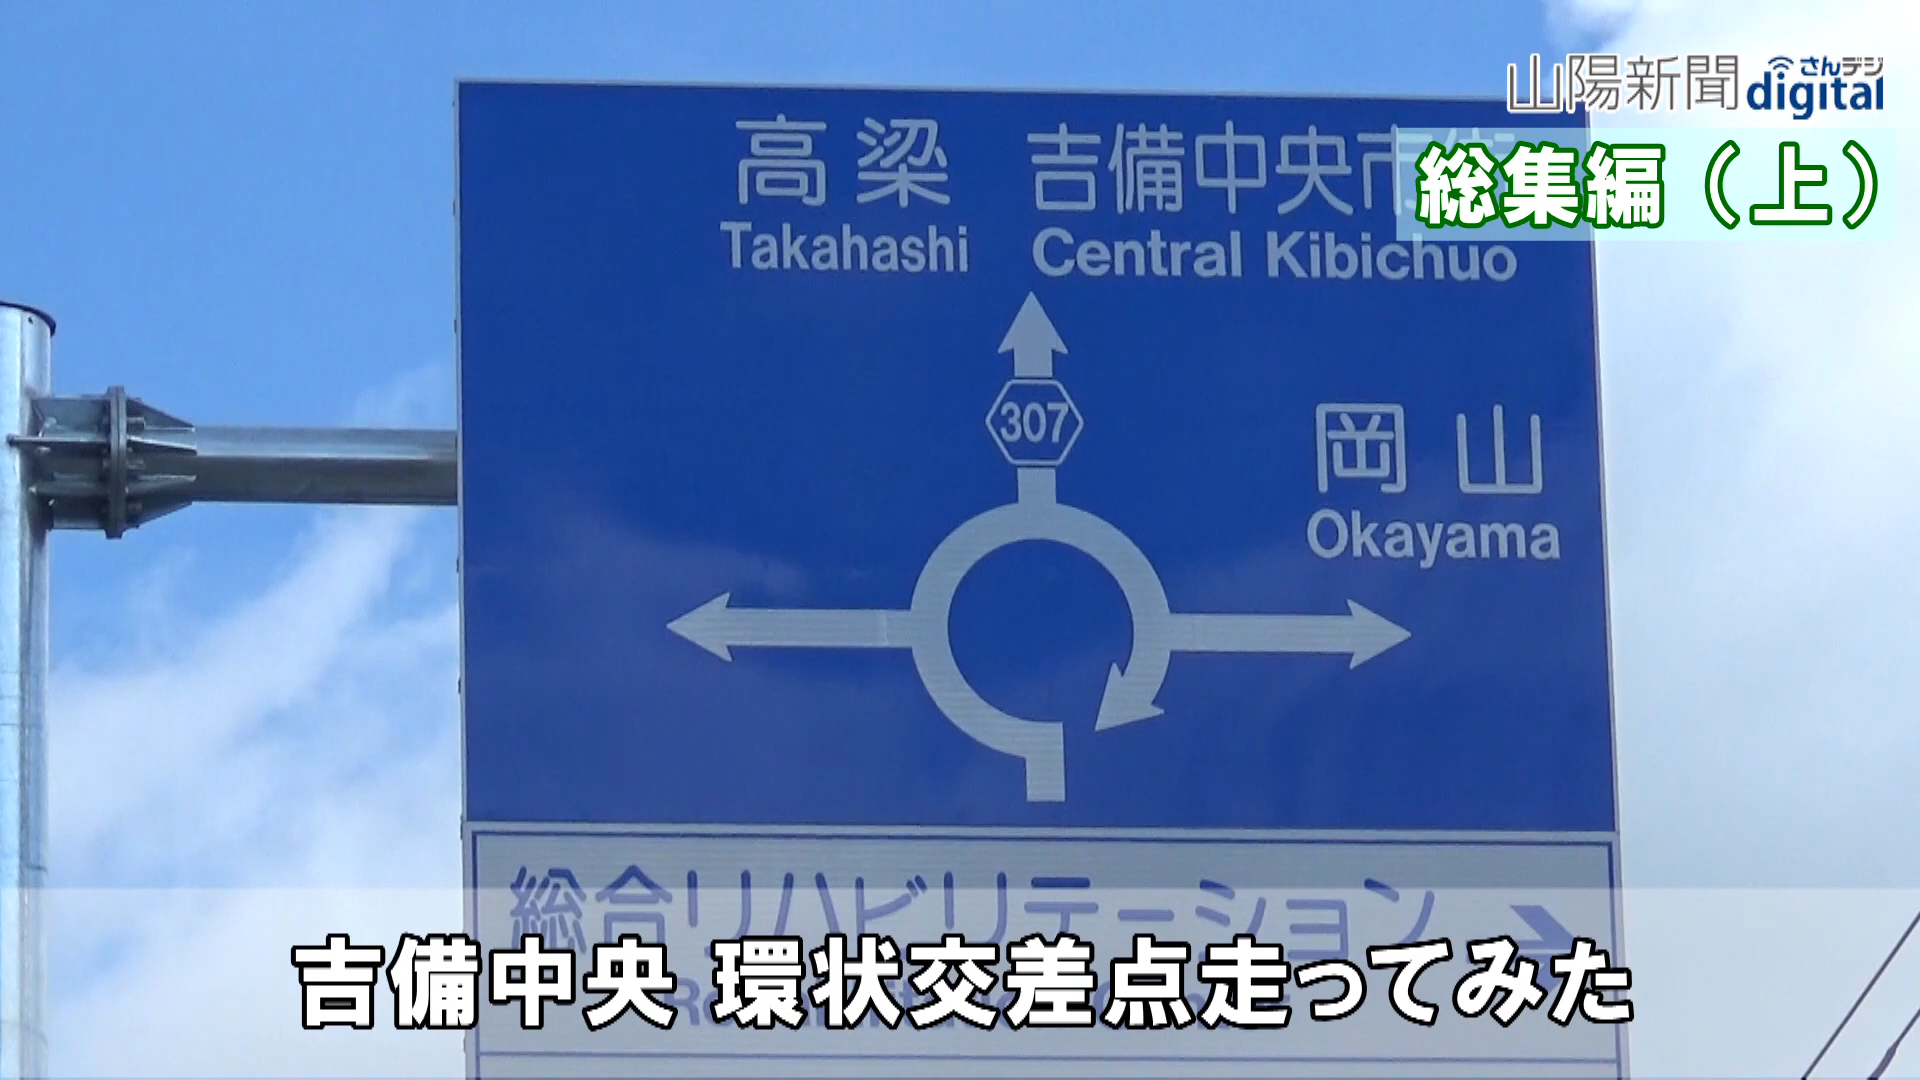 山陽新聞 さんデジ digital
総集編（上）
高梁 吉備中央市街
Takahashi Central Kibichuo
307
岡山
Okayama
総合リハビリテーション
吉備中央 環状交差点走ってみた